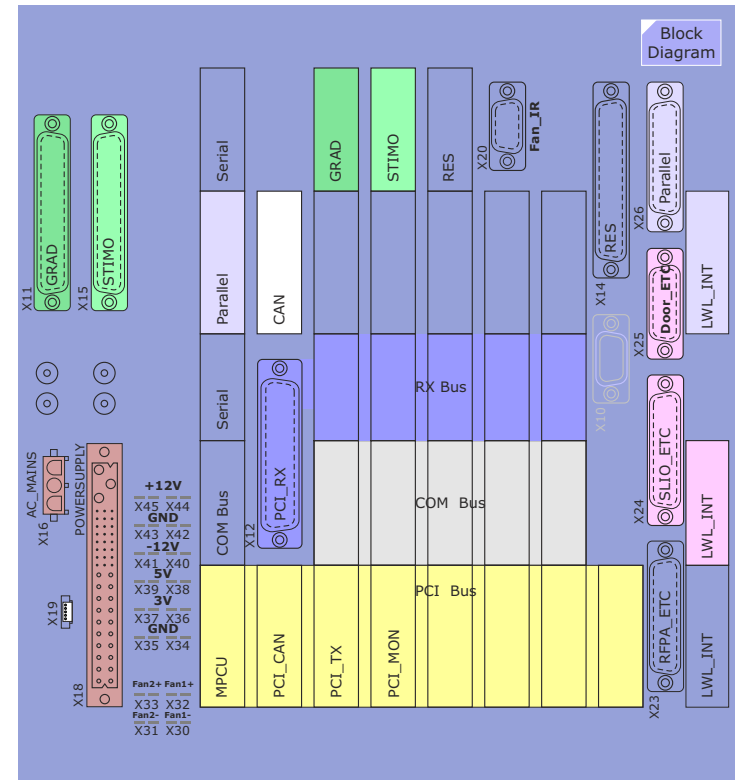 Block
Diagram
Serial
GRAD
STIMO
RES
X20
Fan_IR
X11
GRAD
X15
STIMO
Parallel
CAN
X14
RES
X26
Parallel
LWL_INT
X25
Door_ETC
X10
Serial
RX Bus
X12
PCI_RX
COM Bus
COM Bus
X24
SLIO_ETC
LWL_INT
AC_MAINS
X16
POWERSUPPLY
X19
X18
+12V
X45 X44
GND
X43 X42
-12V
X41 X40
5V
X39 X38
3V
X37 X36
GND
X35 X34
Fan2+ Fan1+
X33 X32
Fan2- Fan1-
X31 X30
PCI Bus
MPCU
PCI_CAN
PCI_TX
PCI_MON
X23
RFPA_ETC
LWL_INT